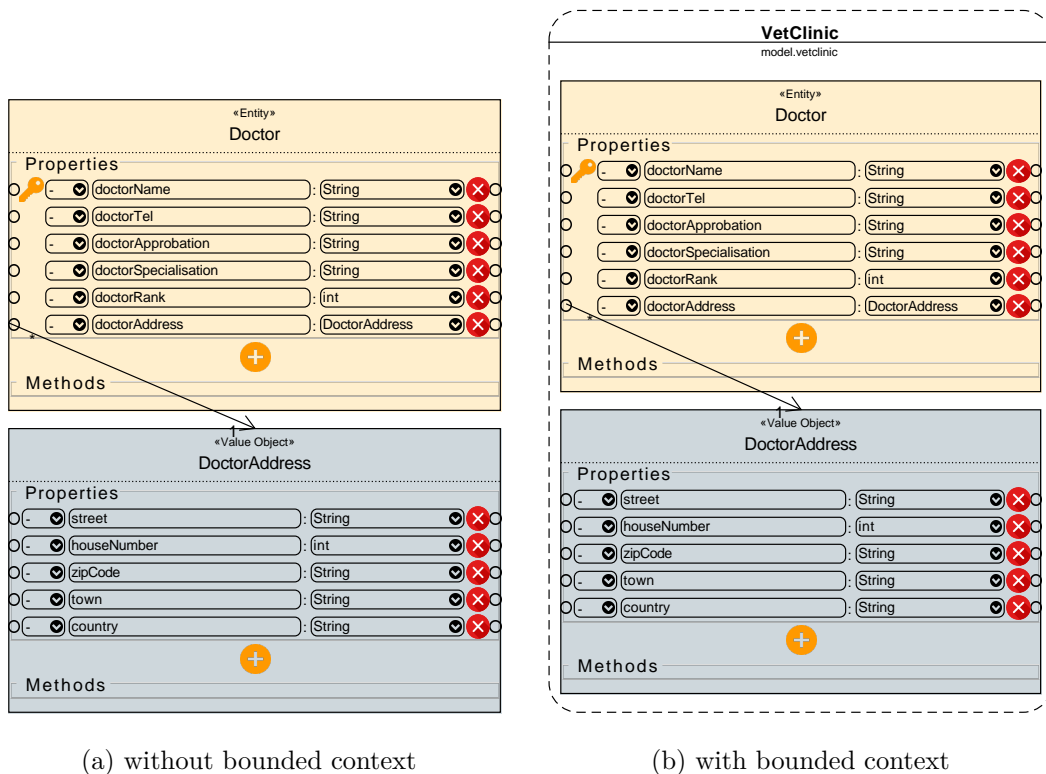 «Entity»
Doctor
Properties
- doctorName : String
- doctorTel : String
- doctorApprobation : String
- doctorSpecialisation : String
- doctorRank : int
- doctorAddress : DoctorAddress
*
Methods
1
«Value Object»
DoctorAddress
Properties
- street : String
- houseNumber : int
- zipCode : String
- town : String
- country : String
Methods
(a) without bounded context
VetClinic
model.vetclinic
«Entity»
Doctor
Properties
- doctorName : String
- doctorTel : String
- doctorApprobation : String
- doctorSpecialisation : String
- doctorRank : int
- doctorAddress : DoctorAddress
*
Methods
1
«Value Object»
DoctorAddress
Properties
- street : String
- houseNumber : int
- zipCode : String
- town : String
- country : String
Methods
(b) with bounded context